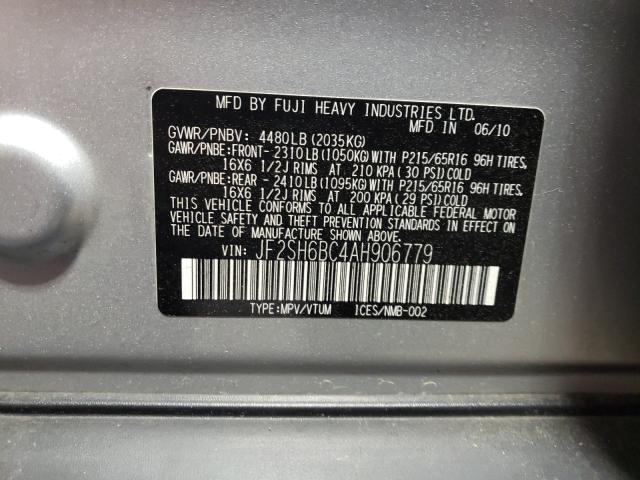 MFD BY FUJI HEAVY INDUSTRIES LTD.
MFD IN 06/10
GVWR/PNBV: 4480LB(2035KG)
GAWR/PNBE:FRONT-2310LB(1050KG)WITH P215/65R16 96H TIRES,
16X6 1/2J RIMS AT 210 KPA(30 PSI)COLD
GAWR/PNBE:REAR -2410LB(1095KG)WITH P215/65R16 96H TIRES,
16X6 1/2J RIMS AT 200 KPA(29 PSI)COLD
THIS VEHICLE CONFORMS TO ALL APPLICABLE FEDERAL MOTOR
VEHICLE SAFETY AND THEFT PREVENTION STANDARDS IN EFFECT ON
THE DATE OF MANUFACTURE SHOWN ABOVE.
VIN: JF2SH6BC4AH906779
TYPE:MPV/VTUM ICES/NMB-002